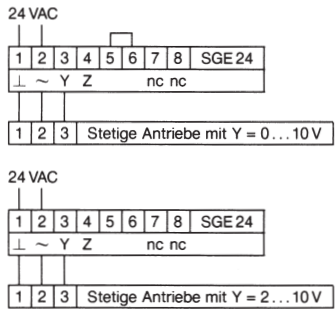 24 VAC
1 2 3 4 5 6 7 8 SGE 24
⊥ ~ Y Z nc nc
1 2 3 Stetige Antriebe mit Y = 0...10 V
24 VAC
1 2 3 4 5 6 7 8 SGE 24
⊥ ~ Y Z nc nc
1 2 3 Stetige Antriebe mit Y = 2...10 V